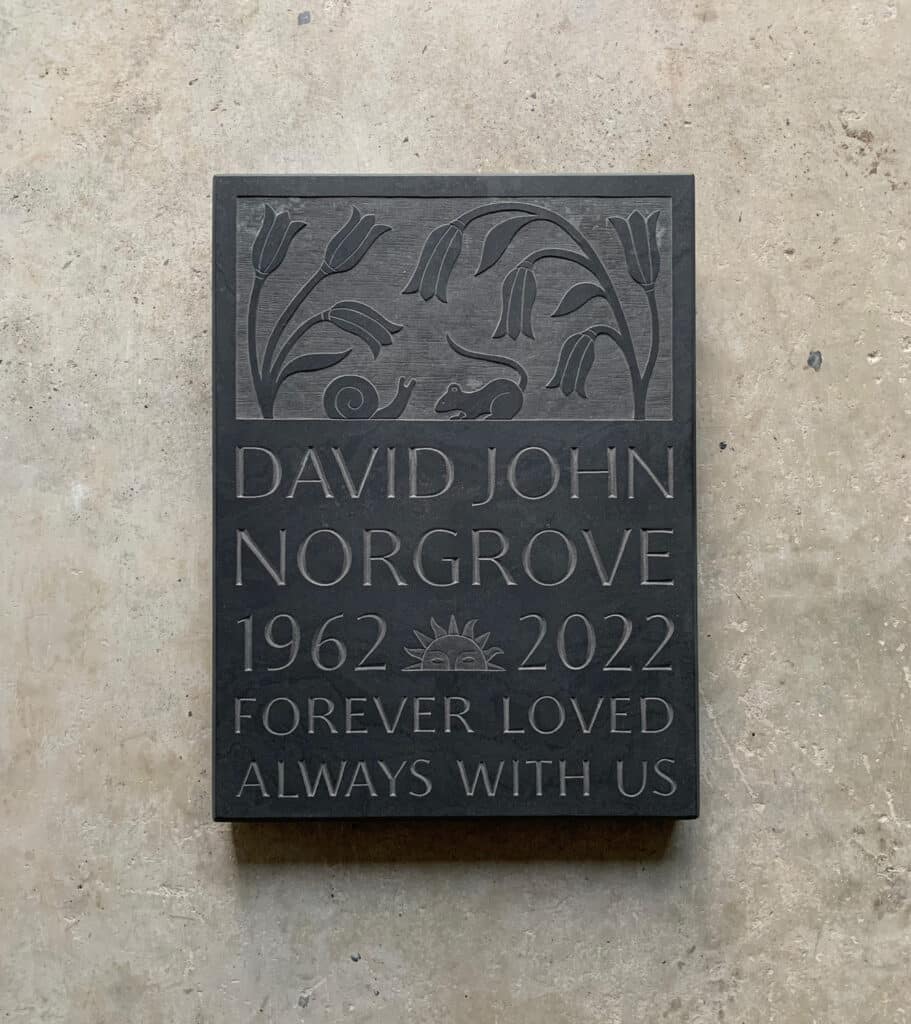 DAVID JOHN
NORGROVE
1962 2022
FOREVER LOVED
ALWAYS WITH US